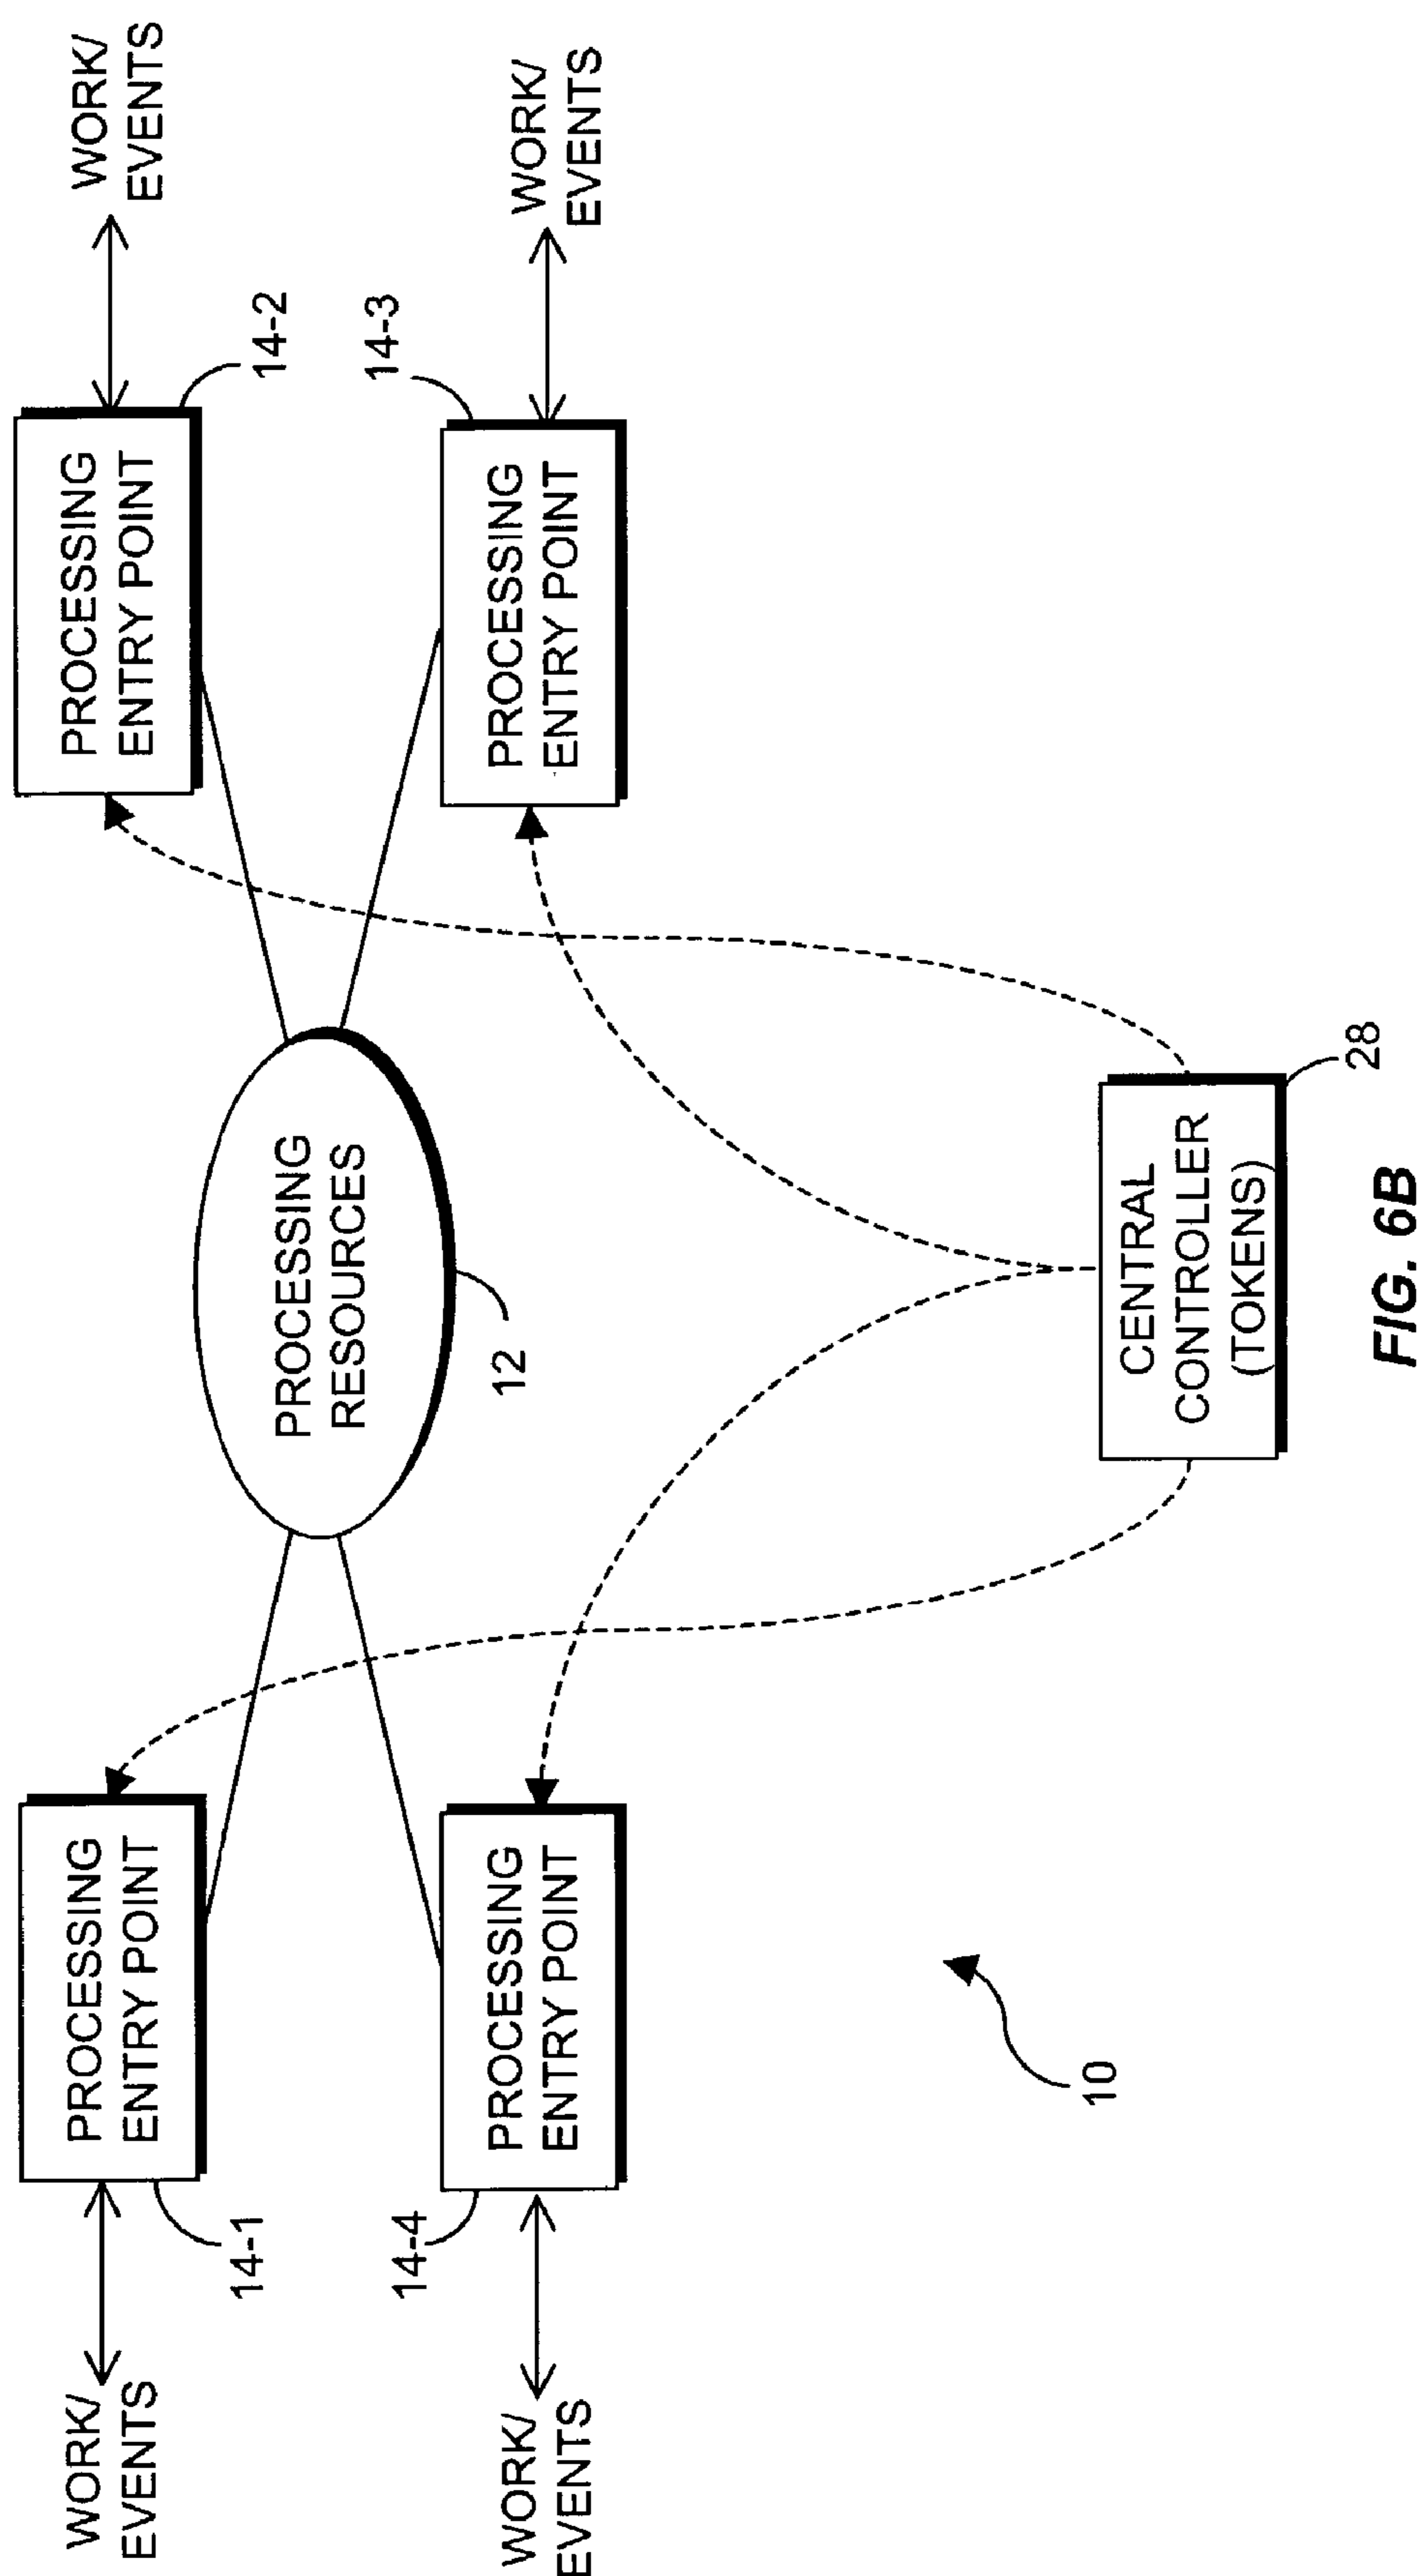 WORK/
EVENTS
14-1
PROCESSING
ENTRY POINT
PROCESSING
RESOURCES
12
PROCESSING
ENTRY POINT
14-2
WORK/
EVENTS
WORK/
EVENTS
14-4
PROCESSING
ENTRY POINT
PROCESSING
ENTRY POINT
14-3
WORK/
EVENTS
10
CENTRAL
CONTROLLER
(TOKENS)
28
FIG. 6B